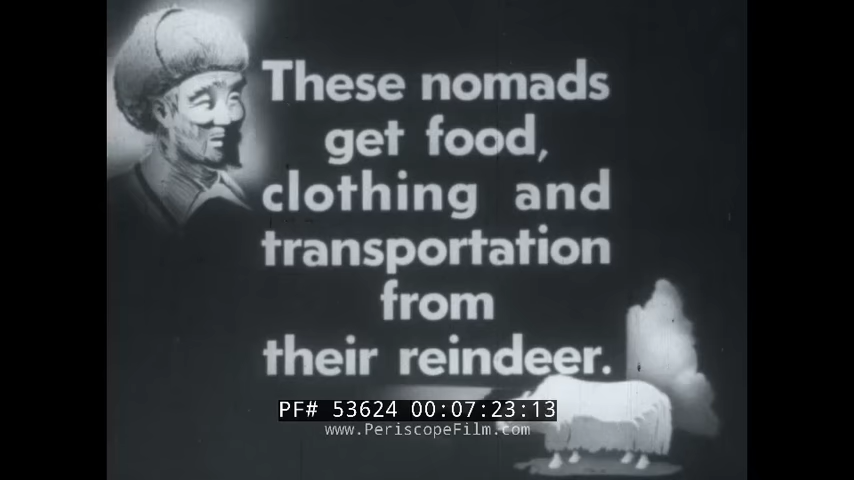 These nomads
get food,
clothing and
transportation
from
their reindeer.
PF# 53624 00:07:23:13
www.PeriscopeFilm.com